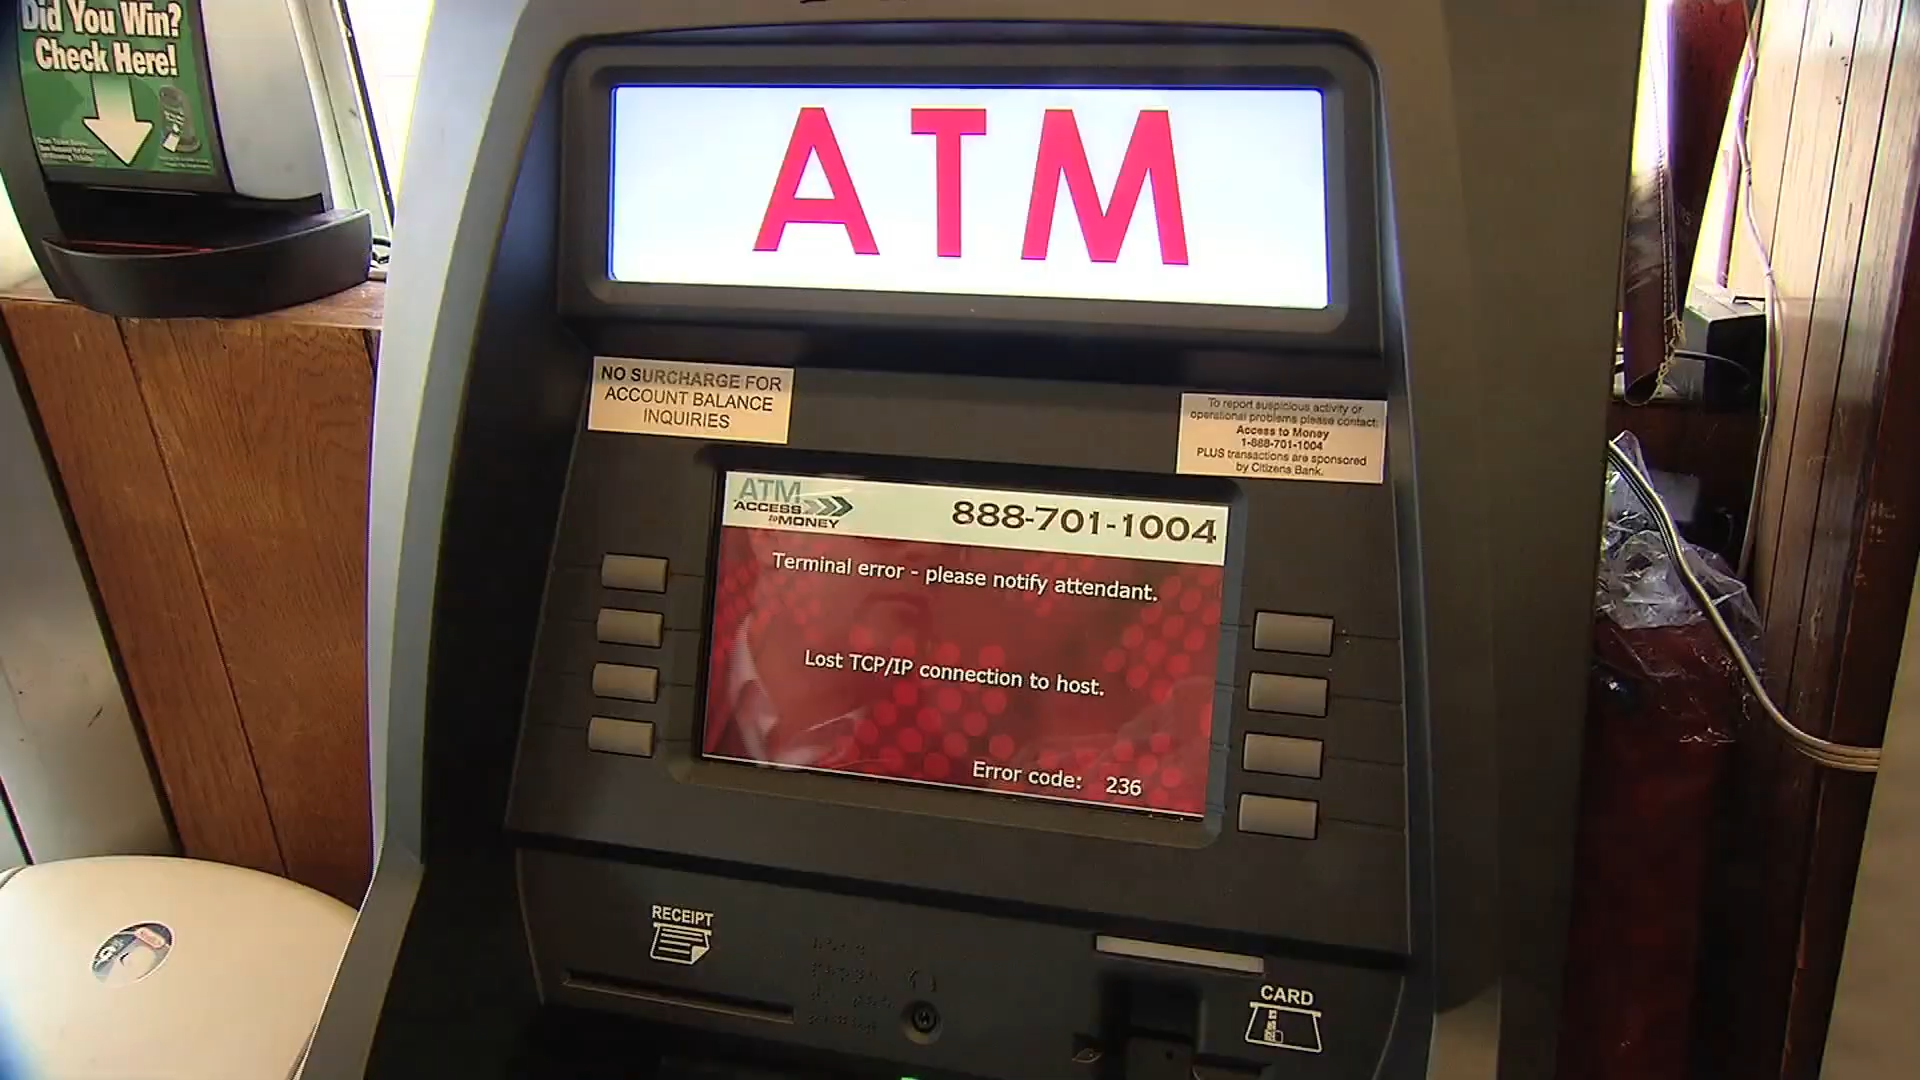 Did You Win?
Check Here!
ATM
NO SURCHARGE FOR
ACCOUNT BALANCE
INQUIRIES
To report suspicious activity or
operational problems please contact:
Access to Money
1-888-701-1004
PLUS transactions are sponsored
by Citizens Bank.
ATM
ACCESS
to MONEY
888-701-1004
Terminal error - please notify attendant.
Lost TCP/IP connection to host.
Error code: 236
RECEIPT
CARD